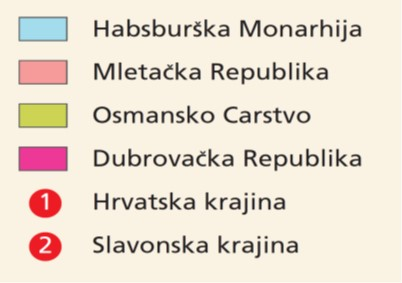 Habsburška Monarhija
Mletačka Republika
Osmansko Carstvo
Dubrovačka Republika
1 Hrvatska krajina
2 Slavonska krajina